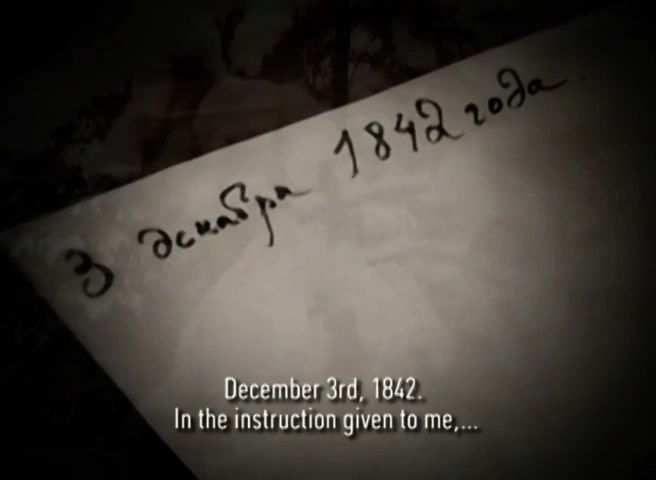 3 декабря 1842 года.
December 3rd, 1842.
In the instruction given to me,...